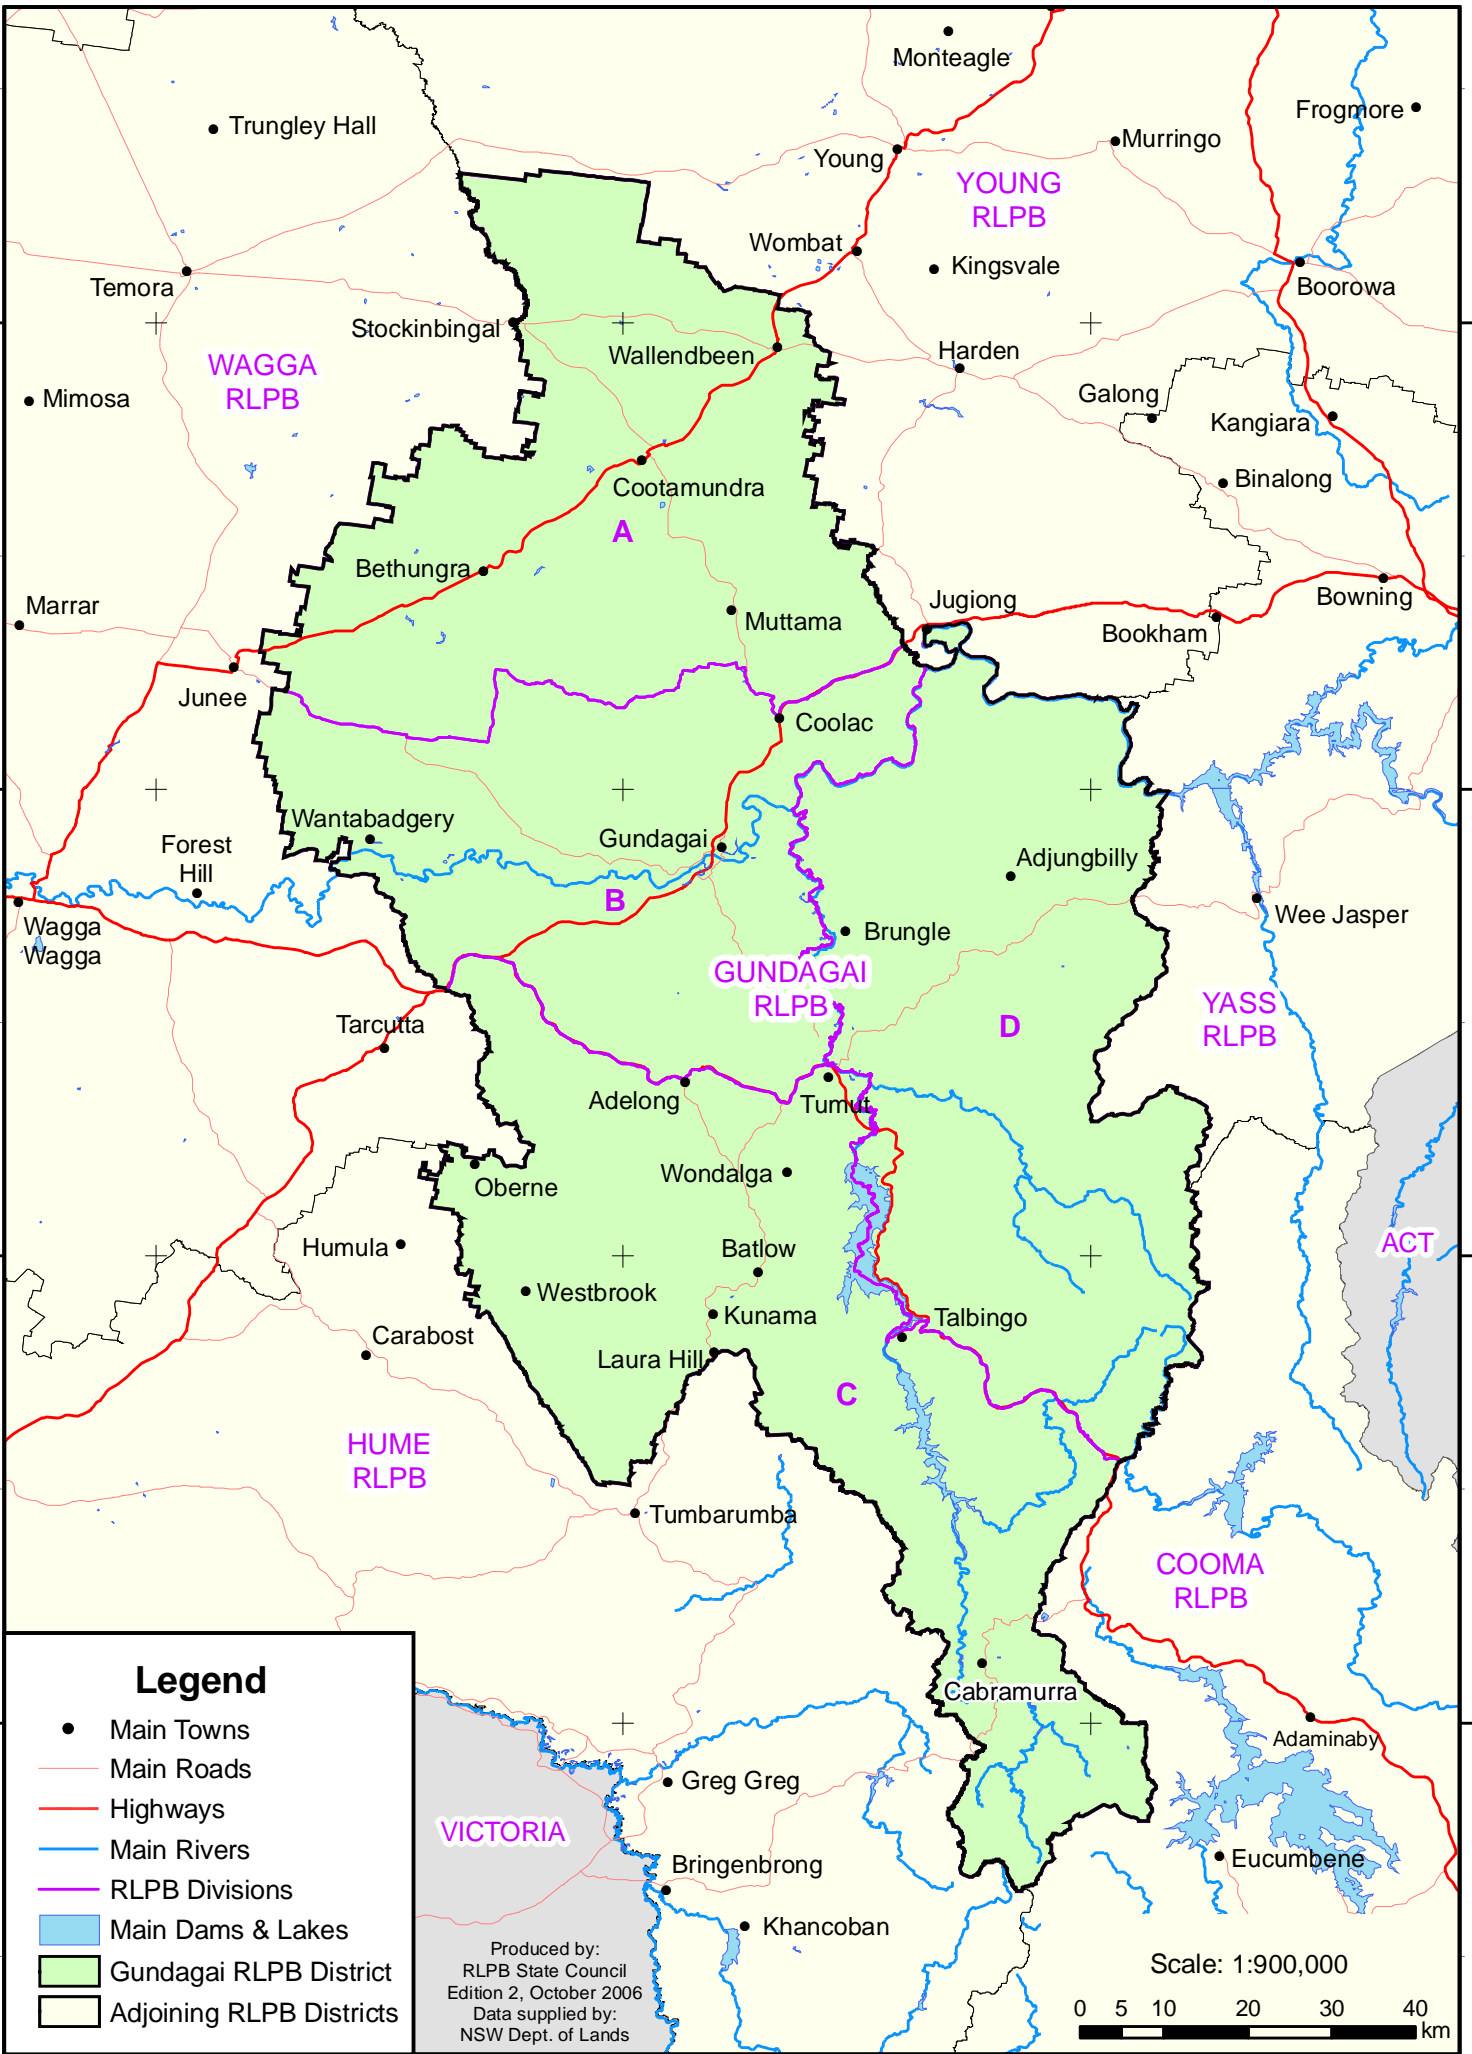 Monteagle
Frogmore
Trungley Hall
Murringo
Young
YOUNG
RLPB
Wombat
Kingsvale
Temora
Boorowa
Stockinbingal
Wallendbeen
Harden
WAGGA
RLPB
Mimosa
Galong
Kangiara
Binalong
Cootamundra
A
Bethungra
Marrar
Muttama
Jugiong
Bowning
Bookham
Junee
Coolac
Wantabadgery
Gundagai
Forest
Hill
Adjungbilly
B
Wagga
Wagga
Wee Jasper
Brungle
GUNDAGAI
RLPB
D
YASS
RLPB
Tarcutta
Adelong
Tumut
Wondalga
Oberne
Humula
Batlow
ACT
Westbrook
Kunama
Talbingo
Carabost
Laura Hill
C
HUME
RLPB
Tumbarumba
COOMA
RLPB
Cabramurra
Adaminaby
Greg Greg
VICTORIA
Bringenbrong
Eucumbene
Khancoban
Legend
Main Towns
Main Roads
Highways
Main Rivers
RLPB Divisions
Main Dams & Lakes
Gundagai RLPB District
Adjoining RLPB Districts
Produced by:
RLPB State Council
Edition 2, October 2006
Data supplied by:
NSW Dept. of Lands
Scale: 1:900,000
0 5 10 20 30 40
km